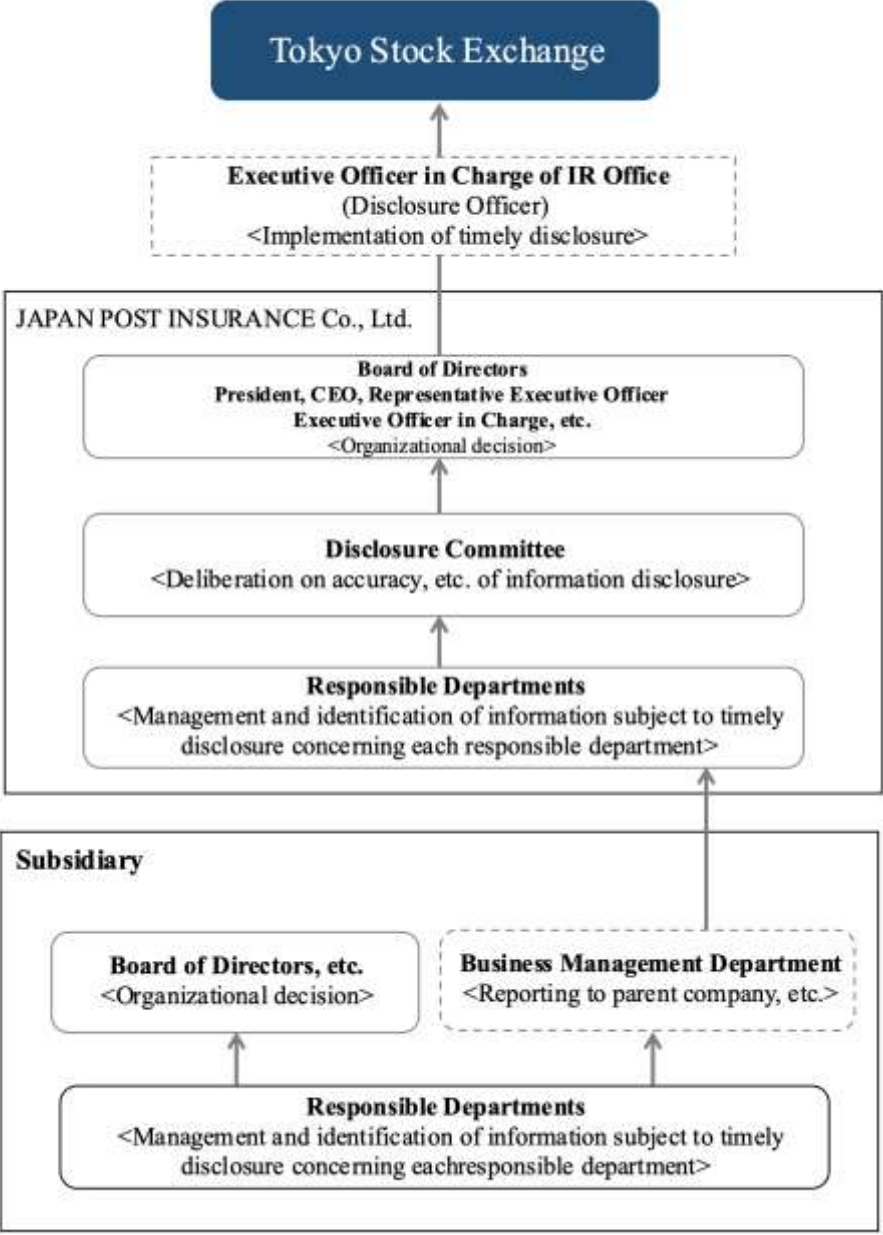 Tokyo Stock Exchange
Executive Officer in Charge of IR Office
(Disclosure Officer)
<Implementation of timely disclosure>
JAPAN POST INSURANCE Co., Ltd.
Board of Directors
President, CEO, Representative Executive Officer
Executive Officer in Charge, etc.
<Organizational decision>
Disclosure Committee
<Deliberation on accuracy, etc. of information disclosure>
Responsible Departments
<Management and identification of information subject to timely
disclosure concerning each responsible department>
Subsidiary
Board of Directors, etc.
<Organizational decision>
Business Management Department
<Reporting to parent company, etc.>
Responsible Departments
<Management and identification of information subject to timely
disclosure concerning eachresponsible department>